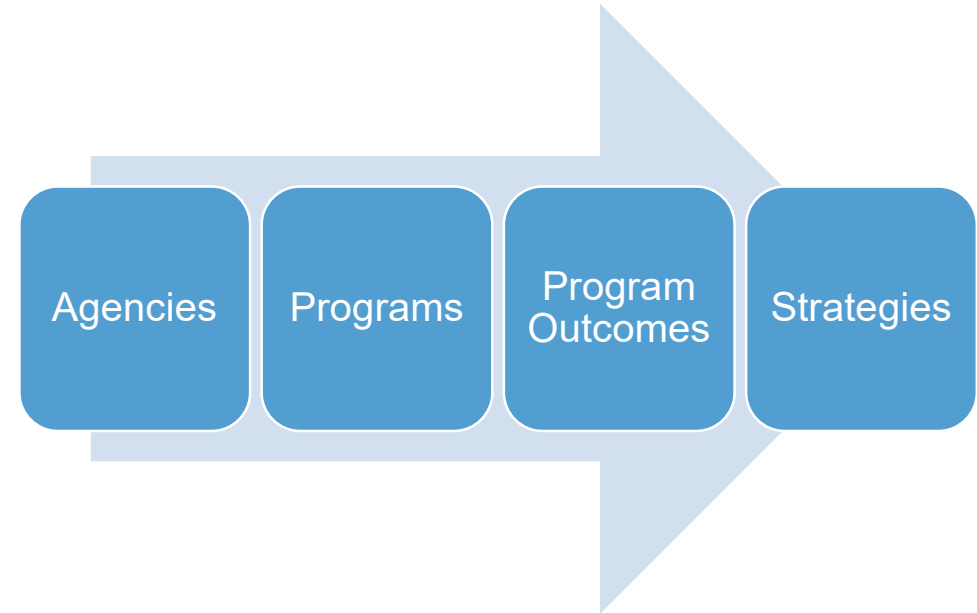 Agencies
Programs
Program
Outcomes
Strategies